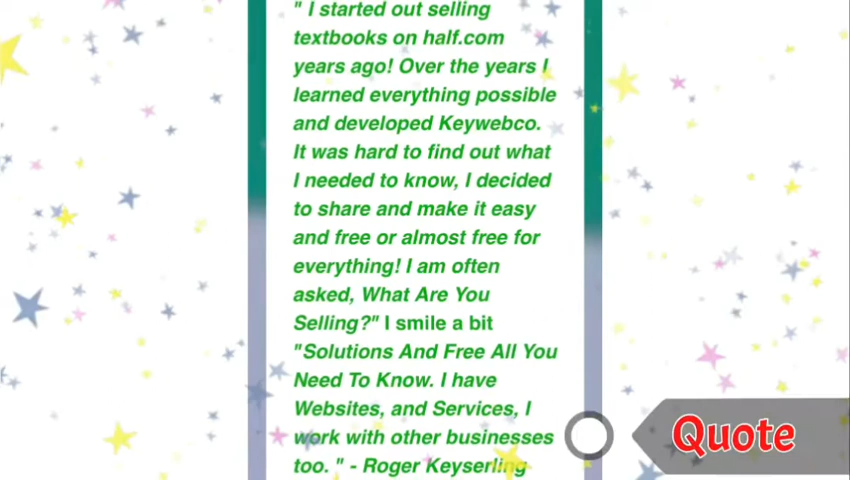 " I started out selling
textbooks on half.com
years ago! Over the years I
learned everything possible
and developed Keywebco.
It was hard to find out what
I needed to know, I decided
to share and make it easy
and free or almost free for
everything! I am often
asked, What Are You
Selling?" I smile a bit
"Solutions And Free All You
Need To Know. I have
Websites, and Services, I
work with other businesses
too. " - Roger Keyserling
Quote